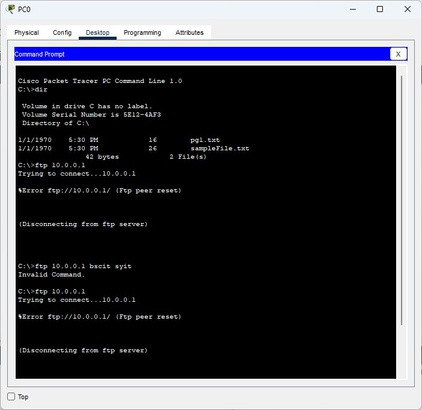 PC0
Physical Config Desktop Programming Attributes
Command Prompt X
Cisco Packet Tracer PC Command Line 1.0
C:\>dir
Volume in drive C has no label.
Volume Serial Number is 5E12-4AF3
Directory of C:\
1/1/1970 5:30 PM 16 pg1.txt
1/1/1970 5:30 PM 26 sampleFile.txt
42 bytes 2 File(s)
C:\>ftp 10.0.0.1
Trying to connect...10.0.0.1
%Error ftp://10.0.0.1/ (Ftp peer reset)
(Disconnecting from ftp server)
C:\>ftp 10.0.0.1 bscit syit
Invalid Command.
C:\>ftp 10.0.0.1
Trying to connect...10.0.0.1
%Error ftp://10.0.0.1/ (Ftp peer reset)
(Disconnecting from ftp server)
Top